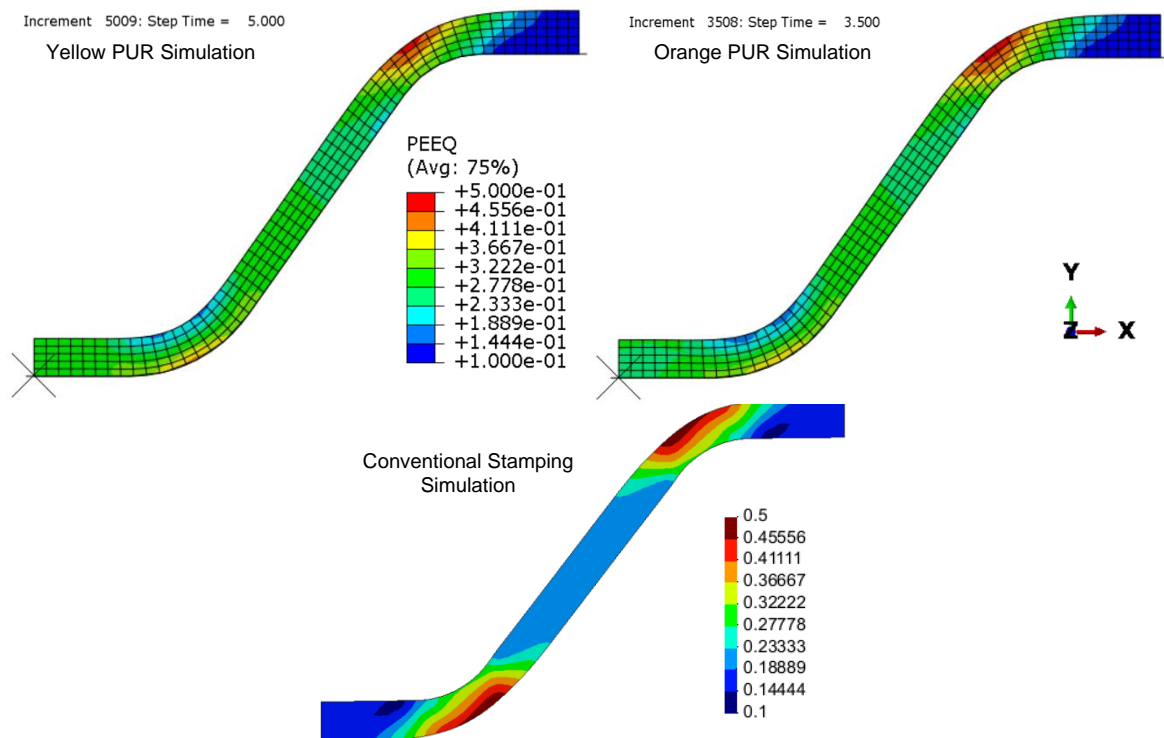 Increment 5009: Step Time = 5.000
Yellow PUR Simulation
Increment 3508: Step Time = 3.500
Orange PUR Simulation
PEEQ
(Avg: 75%)
+5.000e-01
+4.556e-01
+4.111e-01
+3.667e-01
+3.222e-01
+2.778e-01
+2.333e-01
+1.889e-01
+1.444e-01
+1.000e-01
Y
Z X
Conventional Stamping
Simulation
0.5
0.45556
0.41111
0.36667
0.32222
0.27778
0.23333
0.18889
0.14444
0.1